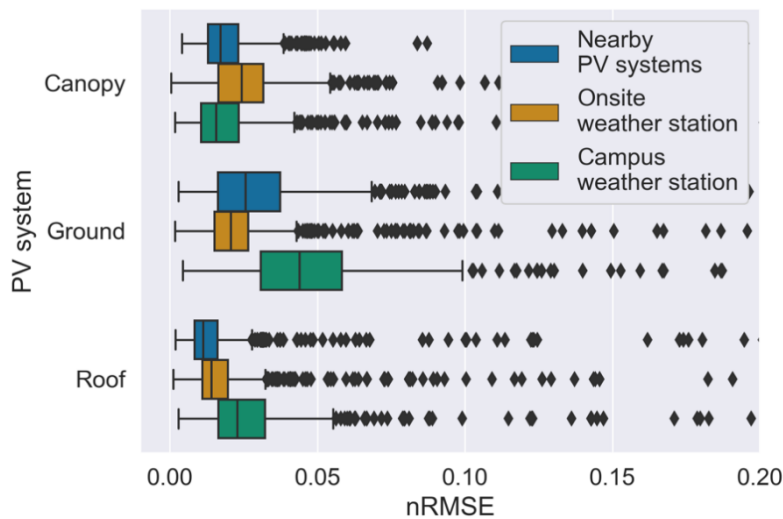 Nearby
PV systems
Onsite
weather station
Campus
weather station
Canopy
Ground
Roof
PV system
0.00 0.05 0.10 0.15 0.20
nRMSE